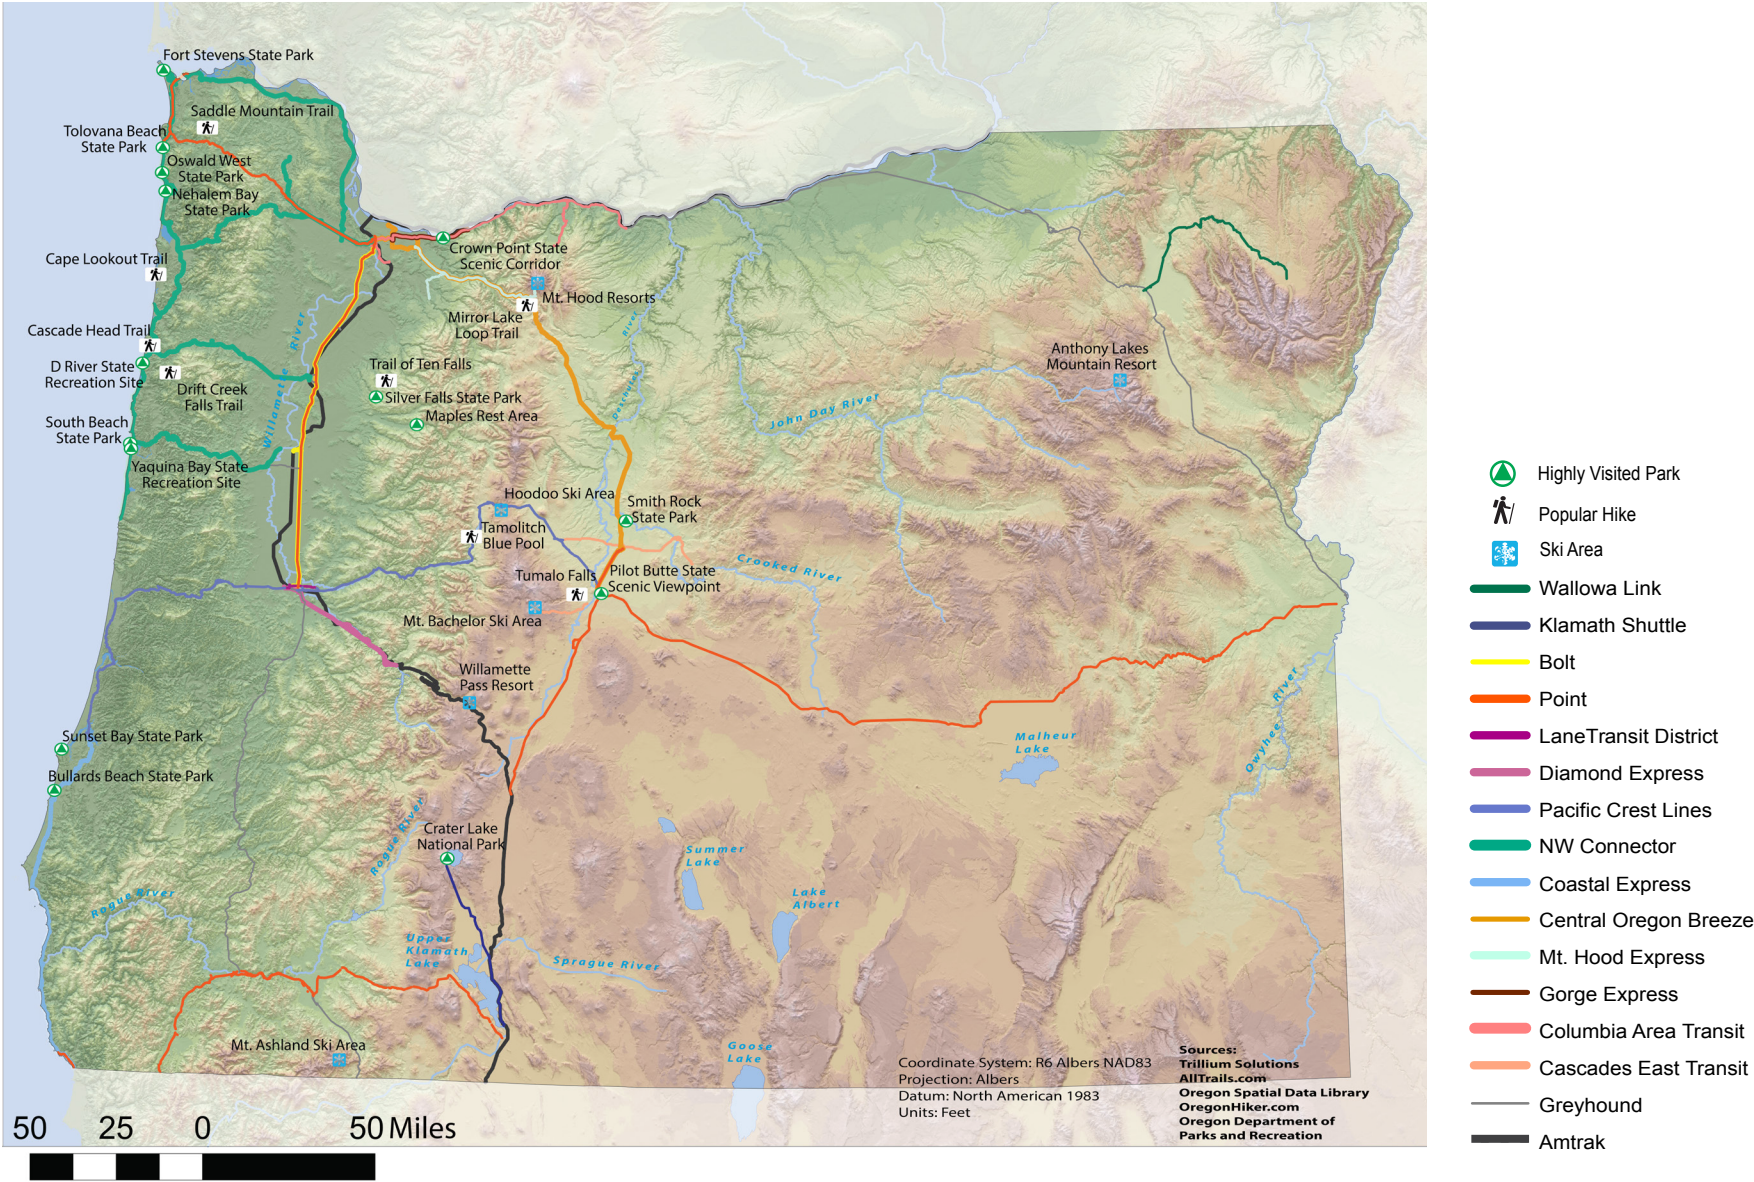 Fort Stevens State Park
Saddle Mountain Trail
Tolovana Beach
State Park
Oswald West
State Park
Nehalem Bay
State Park
Crown Point State
Scenic Corridor
Cape Lookout Trail
Mt. Hood Resorts
Mirror Lake
Loop Trail
River
River
Cascade Head Trail
D River State
Recreation Site
Drift Creek
Falls Trail
Willamette
Trail of Ten Falls
Silver Falls State Park
Maples Rest Area
Deschutes
Anthony Lakes
Mountain Resort
John Day River
South Beach
State Park
Yaquina Bay State
Recreation Site
Hoodoo Ski Area
Smith Rock
State Park
Tamolitch
Blue Pool
Crooked River
Tumalo Falls
Pilot Butte State
Scenic Viewpoint
Mt. Bachelor Ski Area
Willamette
Pass Resort
Sunset Bay State Park
Bullards Beach State Park
Malheur
Lake
Owyhee River
Crater Lake
National Park
Rogue River
Summer
Lake
Lake
Albert
Rogue River
Upper
Klamath
Lake
Sprague River
Mt. Ashland Ski Area
Goose
Lake
Coordinate System: R6 Albers NAD83
Projection: Albers
Datum: North American 1983
Units: Feet
Sources:
Trillium Solutions
AllTrails.com
Oregon Spatial Data Library
OregonHiker.com
Oregon Department of
Parks and Recreation
50 25 0 50 Miles
Highly Visited Park
Popular Hike
Ski Area
Wallowa Link
Klamath Shuttle
Bolt
Point
LaneTransit District
Diamond Express
Pacific Crest Lines
NW Connector
Coastal Express
Central Oregon Breeze
Mt. Hood Express
Gorge Express
Columbia Area Transit
Cascades East Transit
Greyhound
Amtrak